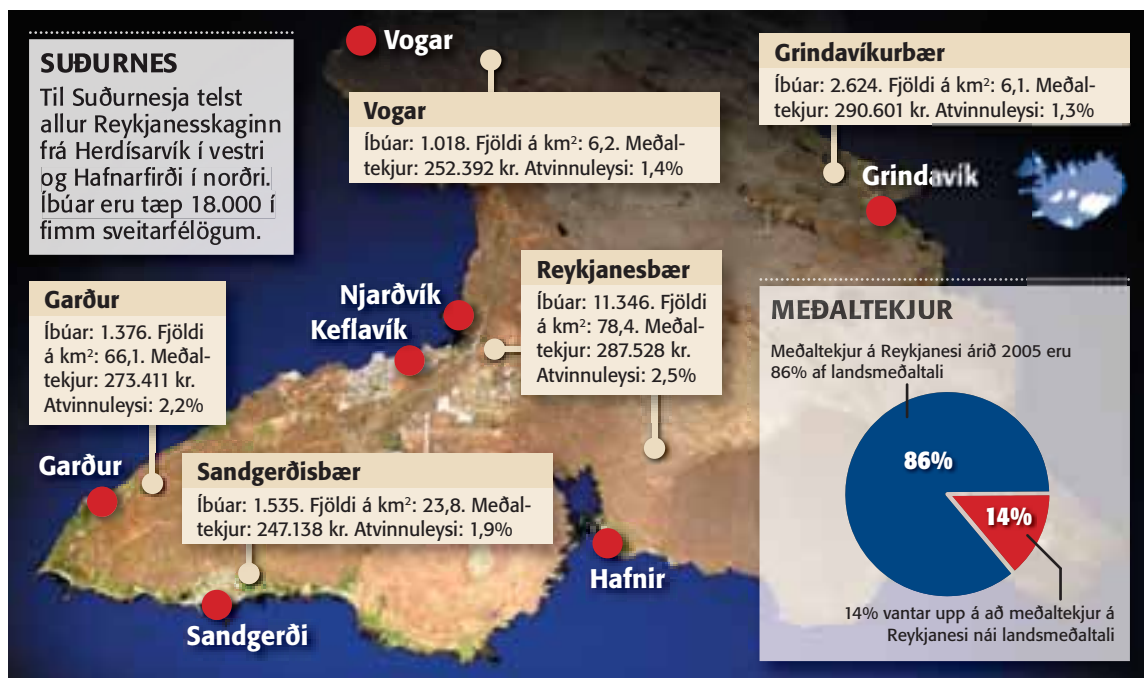 SUÐURNES
Til Suðurnesja telst
allur Reykjanesskaginn
frá Herdísarvík í vestri
og Hafnarfirði í norðri.
Íbúar eru tæp 18.000 í
fimm sveitarfélögum.
Vogar
Vogar
Íbúar: 1.018. Fjöldi á km²: 6,2. Meðal-
tekjur: 252.392 kr. Atvinnuleysi: 1,4%
Grindavíkurbær
Íbúar: 2.624. Fjöldi á km²: 6,1. Meðal-
tekjur: 290.601 kr. Atvinnuleysi: 1,3%
Grindavík
Garður
Íbúar: 1.376. Fjöldi
á km²: 66,1. Meðal-
tekjur: 273.411 kr.
Atvinnuleysi: 2,2%
Njarðvík
Keflavík
Reykjanesbær
Íbúar: 11.346. Fjöldi
á km²: 78,4. Meðal-
tekjur: 287.528 kr.
Atvinnuleysi: 2,5%
Garður
Sandgerðisbær
Íbúar: 1.535. Fjöldi á km²: 23,8. Meðal-
tekjur: 247.138 kr. Atvinnuleysi: 1,9%
Hafnir
Sandgerði
MEÐALTEKJUR
Meðaltekjur á Reykjanesi árið 2005 eru
86% af landsmeðaltali
86%
14%
14% vantar upp á að meðaltekjur á
Reykjanesi nái landsmeðaltali